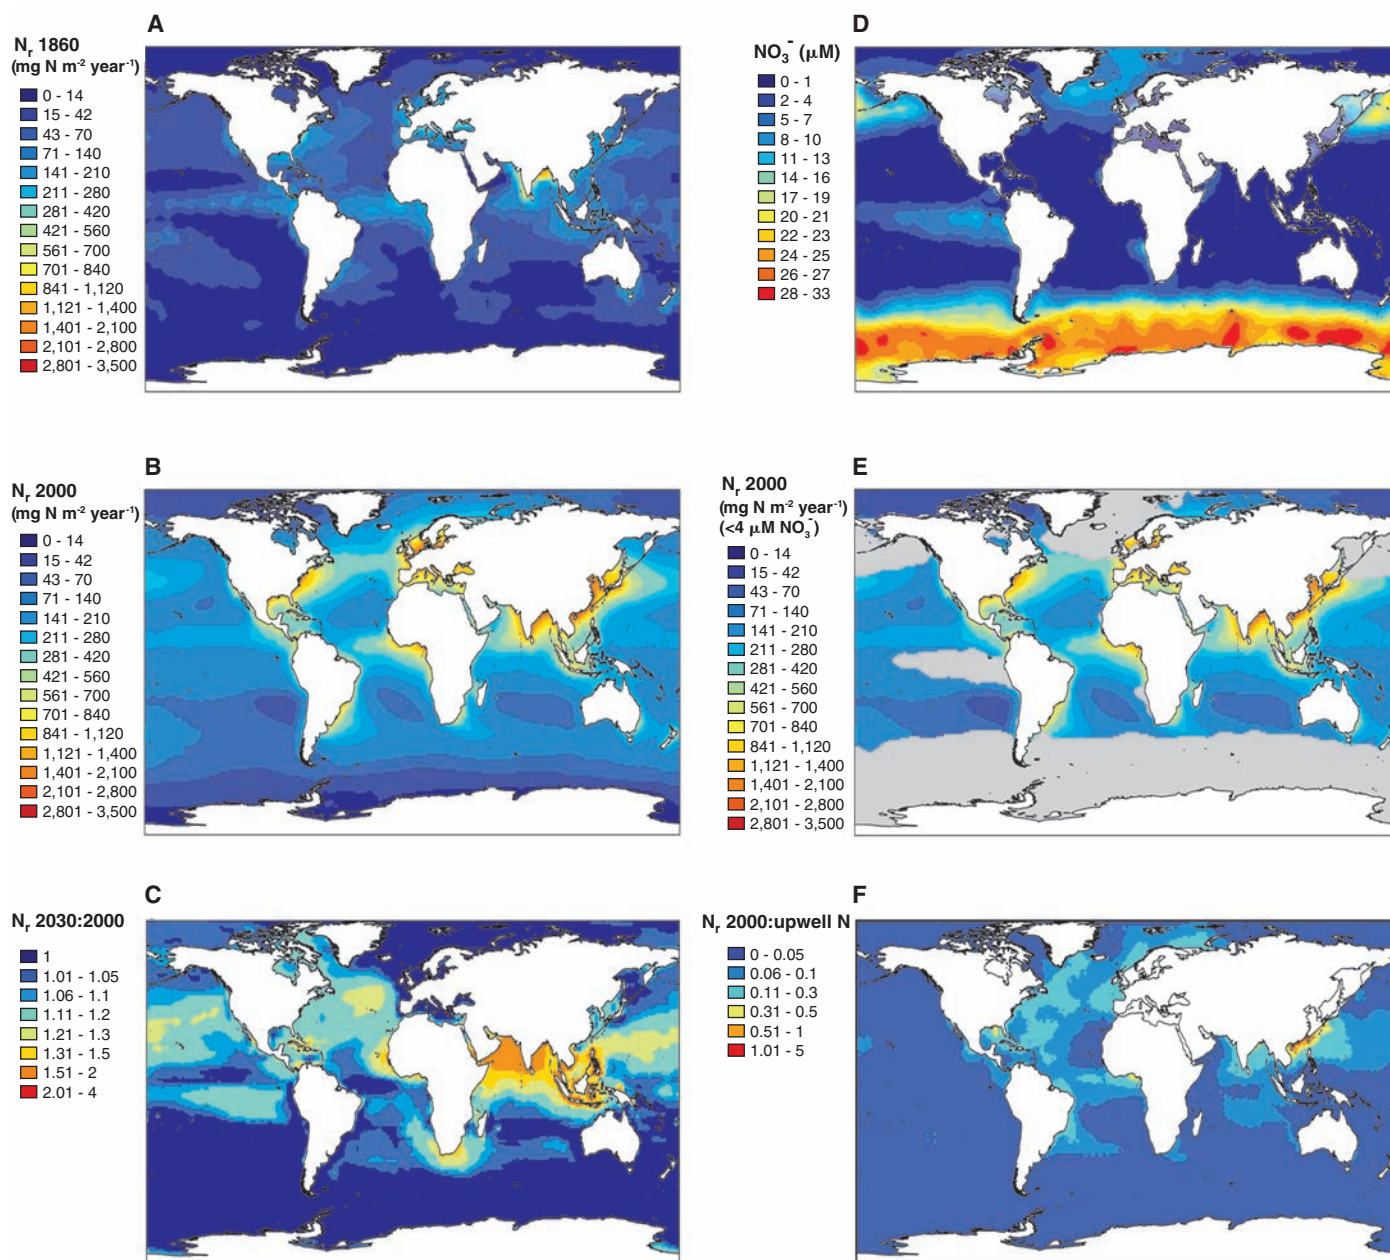 A
N_r 1860
(mg N m⁻² year⁻¹)
0 - 14
15 - 42
43 - 70
71 - 140
141 - 210
211 - 280
281 - 420
421 - 560
561 - 700
701 - 840
841 - 1,120
1,121 - 1,400
1,401 - 2,100
2,101 - 2,800
2,801 - 3,500
D
NO₃⁻ (μM)
0 - 1
2 - 4
5 - 7
8 - 10
11 - 13
14 - 16
17 - 19
20 - 21
22 - 23
24 - 25
26 - 27
28 - 33
B
N_r 2000
(mg N m⁻² year⁻¹)
0 - 14
15 - 42
43 - 70
71 - 140
141 - 210
211 - 280
281 - 420
421 - 560
561 - 700
701 - 840
841 - 1,120
1,121 - 1,400
1,401 - 2,100
2,101 - 2,800
2,801 - 3,500
E
N_r 2000
(mg N m⁻² year⁻¹)
(<4 μM NO₃⁻)
0 - 14
15 - 42
43 - 70
71 - 140
141 - 210
211 - 280
281 - 420
421 - 560
561 - 700
701 - 840
841 - 1,120
1,121 - 1,400
1,401 - 2,100
2,101 - 2,800
2,801 - 3,500
C
N_r 2030:2000
1
1.01 - 1.05
1.06 - 1.1
1.11 - 1.2
1.21 - 1.3
1.31 - 1.5
1.51 - 2
2.01 - 4
F
N_r 2000:upwell N
0 - 0.05
0.06 - 0.1
0.11 - 0.3
0.31 - 0.5
0.51 - 1
1.01 - 5